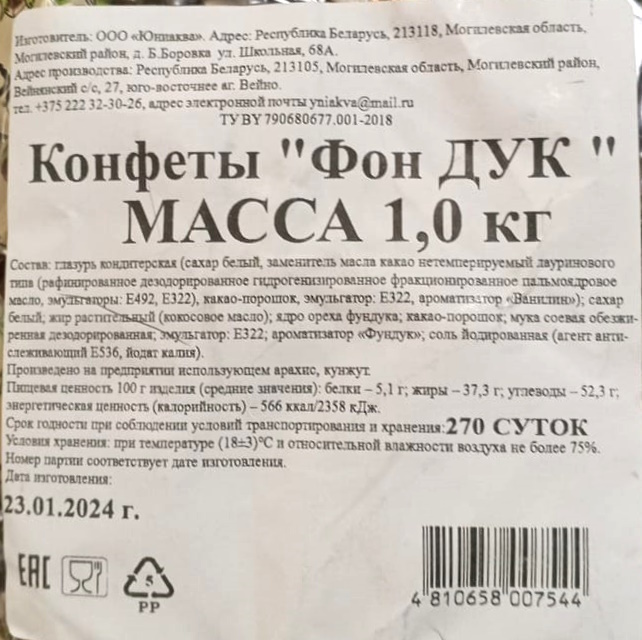 Изготовитель: ООО «Юниаква». Адрес: Республика Беларусь, 213118, Могилевская область,
Могилевский район, д. Б.Боровка ул. Школьная, 68А.
Адрес производства: Республика Беларусь, 213105, Могилевская область, Могилевский район,
Вейнянский с/с, 27, юго-восточнее аг. Вейно.
тел. +375 222 32-30-26, адрес электронной почты yniakva@mail.ru
ТУ BY 790680677.001-2018
Конфеты "Фон ДУК "
МАССА 1,0 кг
Состав: глазурь кондитерская (сахар белый, заменитель масла какао нетемперируемый лауринового
типа (рафинированное дезодорированное гидрогенизированное фракционированное пальмоядровое
масло, эмульгаторы: Е492, Е322), какао-порошок, эмульгатор: Е322, ароматизатор «Ванилин»); сахар
белый; жир растительный (кокосовое масло); ядро ореха фундука; какао-порошок; мука соевая обезжи-
ренная дезодорированная; эмульгатор: Е322; ароматизатор «Фундук»; соль йодированная (агент анти-
слеживающий Е536, йодат калия).
Произведено на предприятии использующем арахис, кунжут.
Пищевая ценность 100 г изделия (средние значения): белки – 5,1 г; жиры – 37,3 г; углеводы – 52,3 г;
энергетическая ценность (калорийность) – 566 ккал/2358 кДж.
Срок годности при соблюдении условий транспортирования и хранения:270 СУТОК
Условия хранения: при температуре (18±3)°С и относительной влажности воздуха не более 75%.
Номер партии соответствует дате изготовления.
Дата изготовления:
23.01.2024 г.
ЕАС
5
PP
4 810658 007544